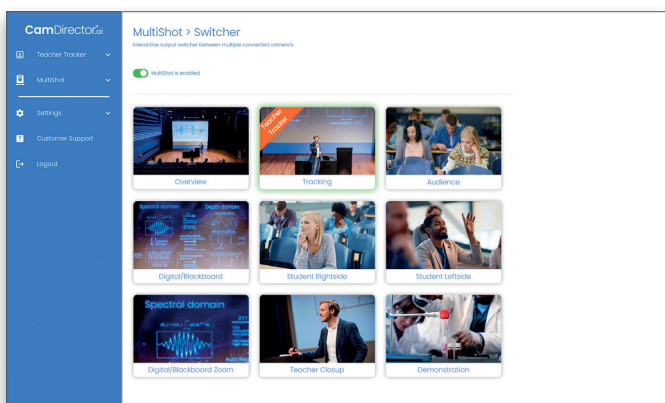 CamDirector.ai
Teacher Tracker
MultiShot
Settings
Customer Support
Logout
MultiShot > Switcher
Interactive output switcher between multiple connected camera's.
MultiShot is enabled
Overview
Teacher
Tracker
Tracking
Audience
Spectral domain Depth domain
Digital/Blackboard
Student Rightside
Student Leftside
Spectral domain
Digital/Blackboard Zoom
Teacher Closup
Demonstration